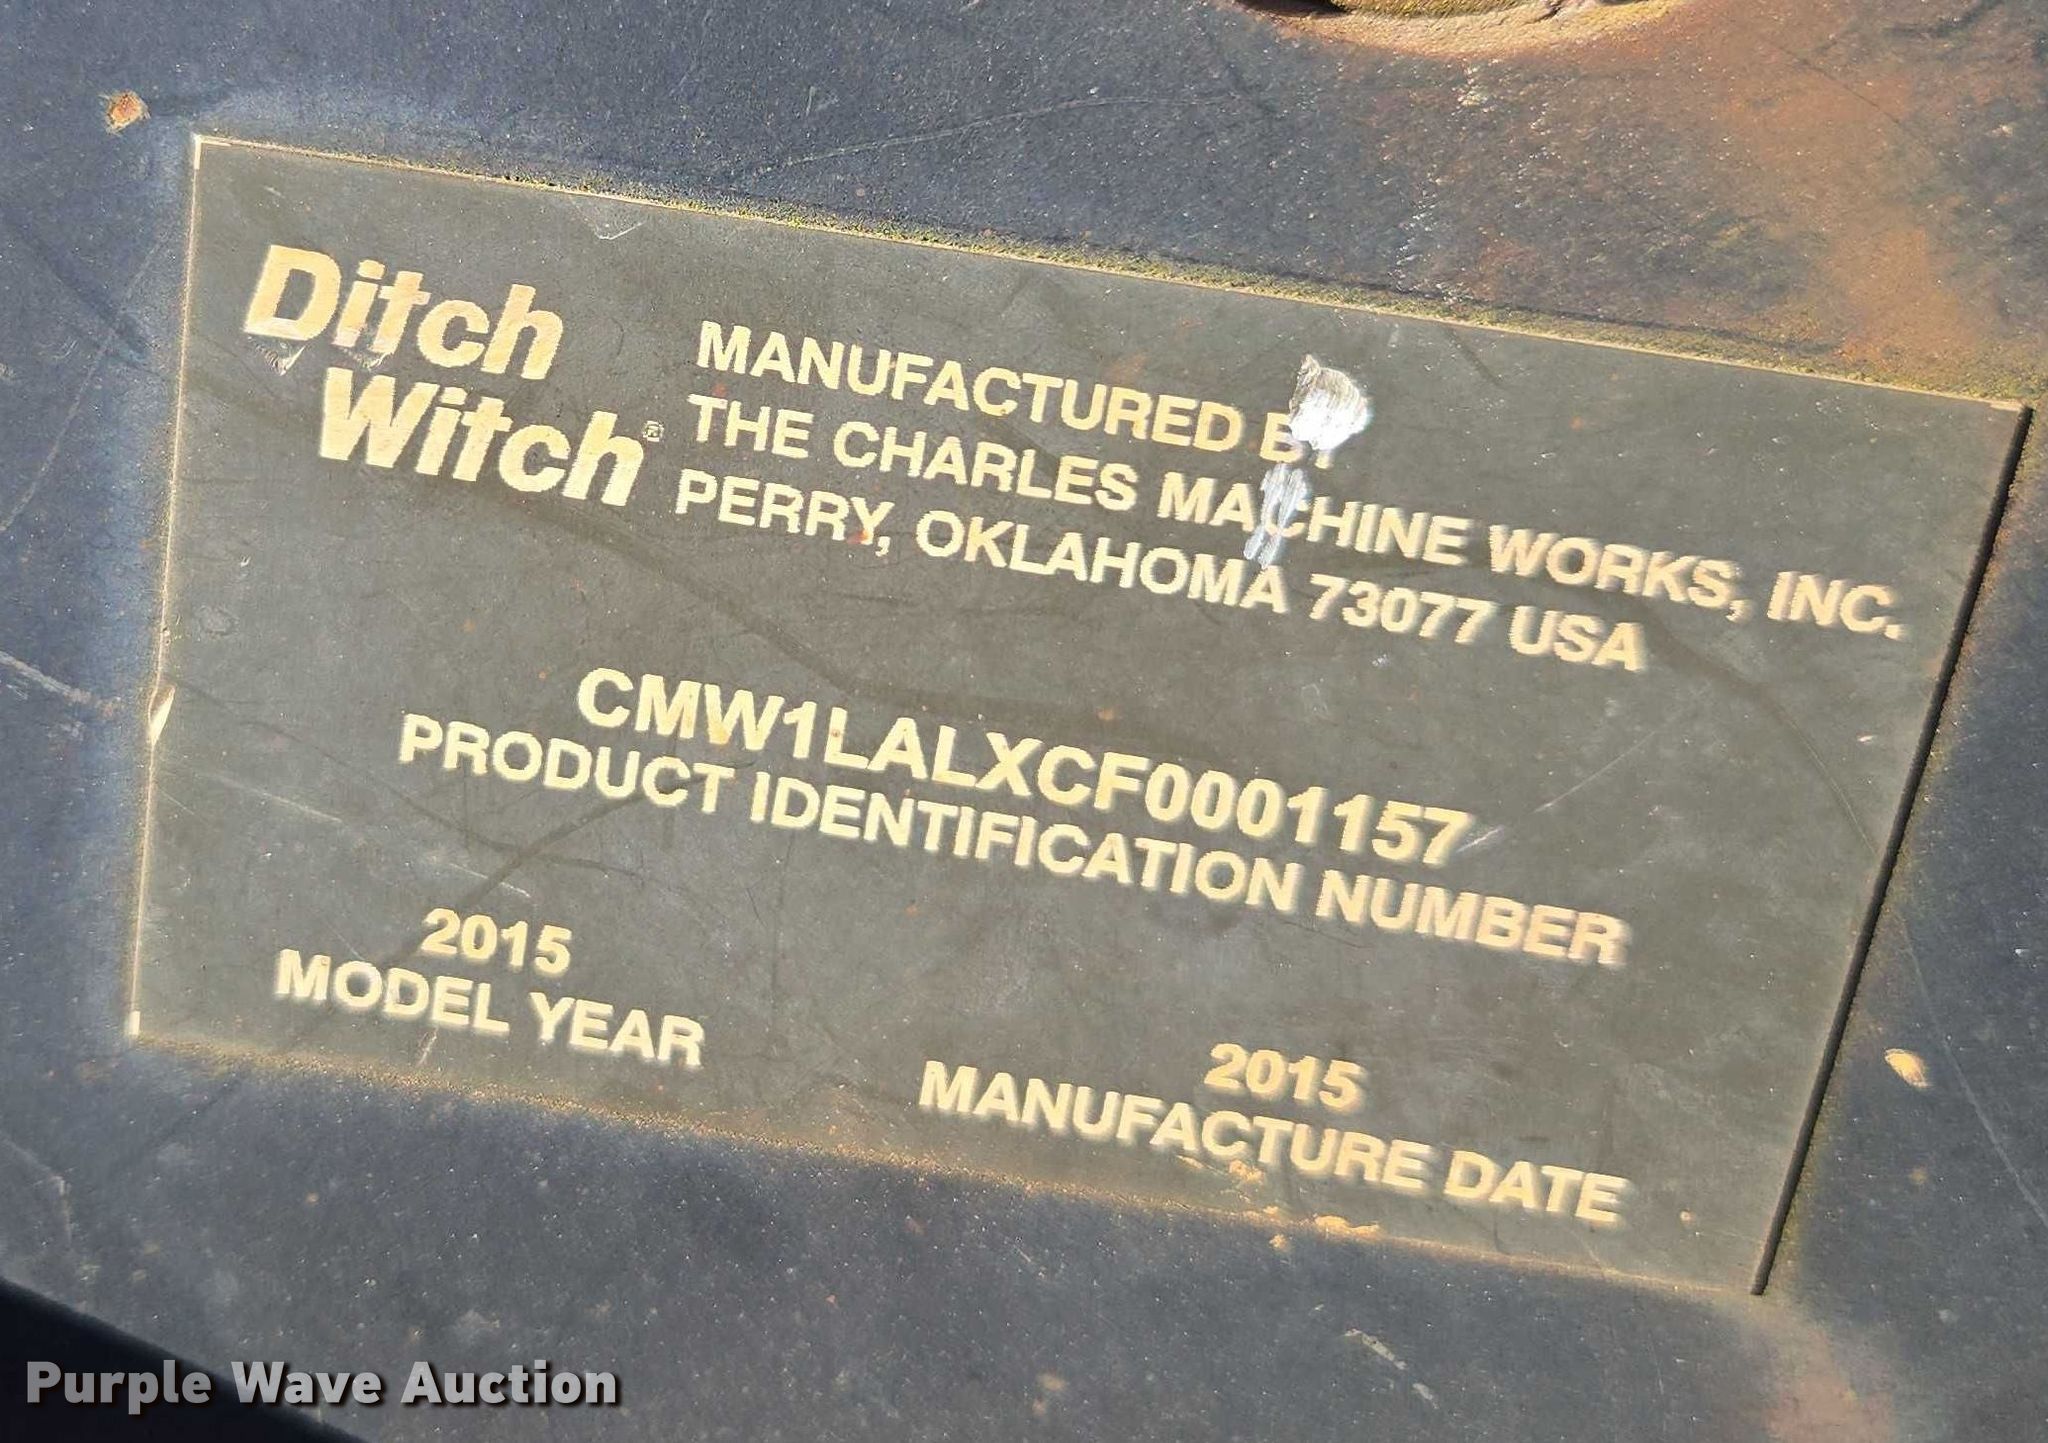 Ditch
Witch®
MANUFACTURED BY
THE CHARLES MACHINE WORKS, INC.
PERRY, OKLAHOMA 73077 USA
CMW1LALXCF0001157
PRODUCT IDENTIFICATION NUMBER
2015
MODEL YEAR
2015
MANUFACTURE DATE
Purple Wave Auction